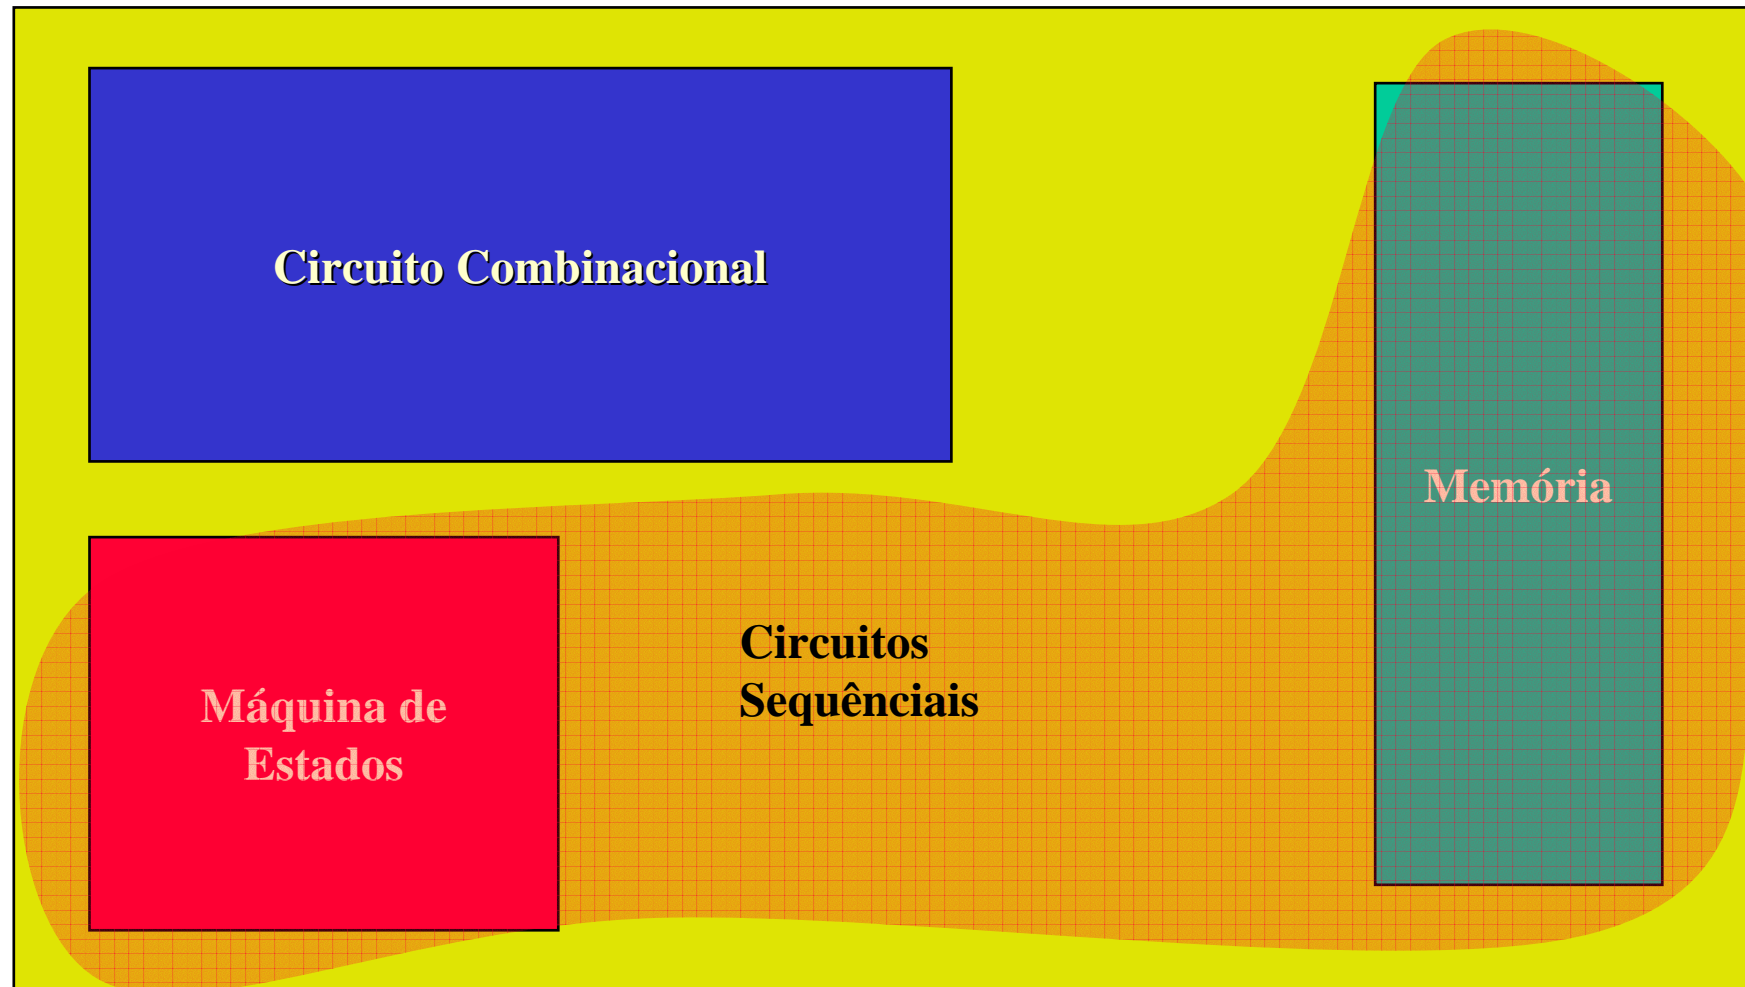 Circuito Combinacional
Memória
Circuitos
Sequênciais
Máquina de
Estados